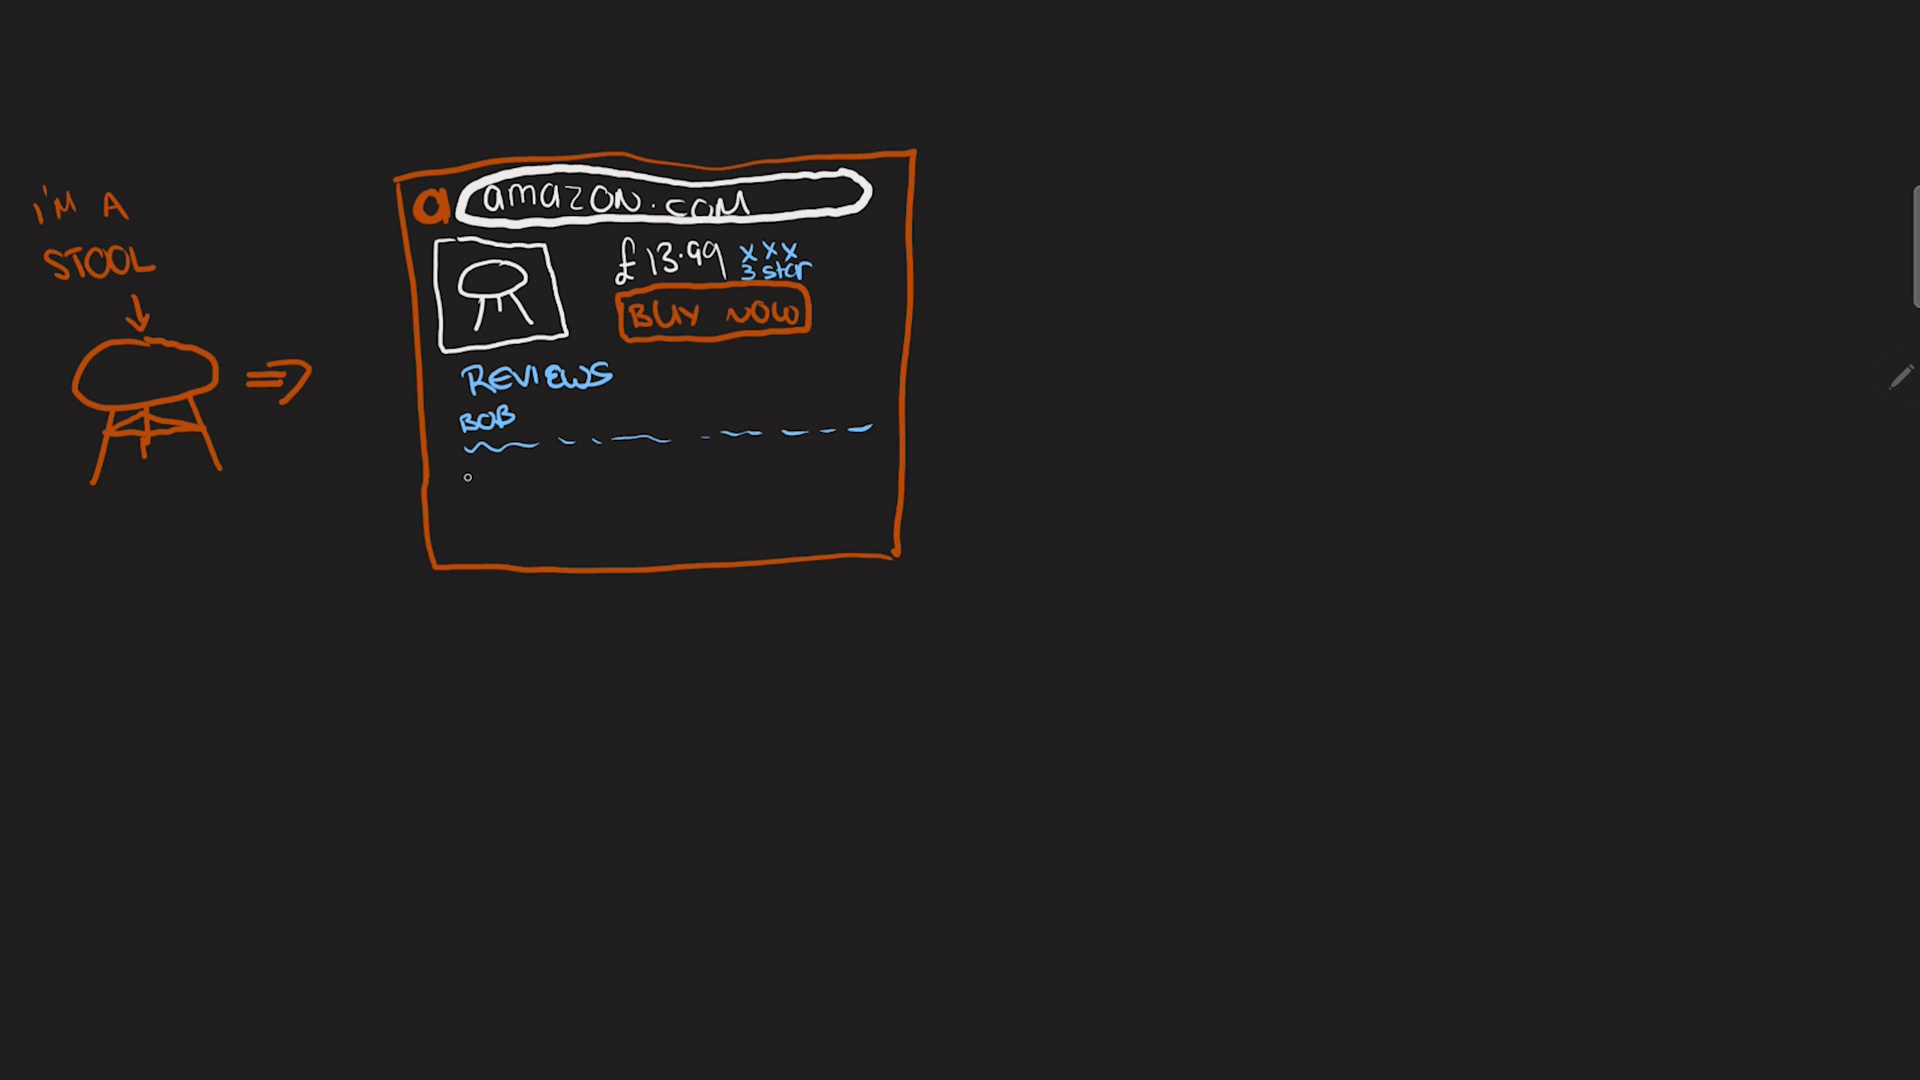 I'M A
STOOL
a amazon.com
£13.99 xxx
3 star
BUY NOW
REVIEWS
BOB